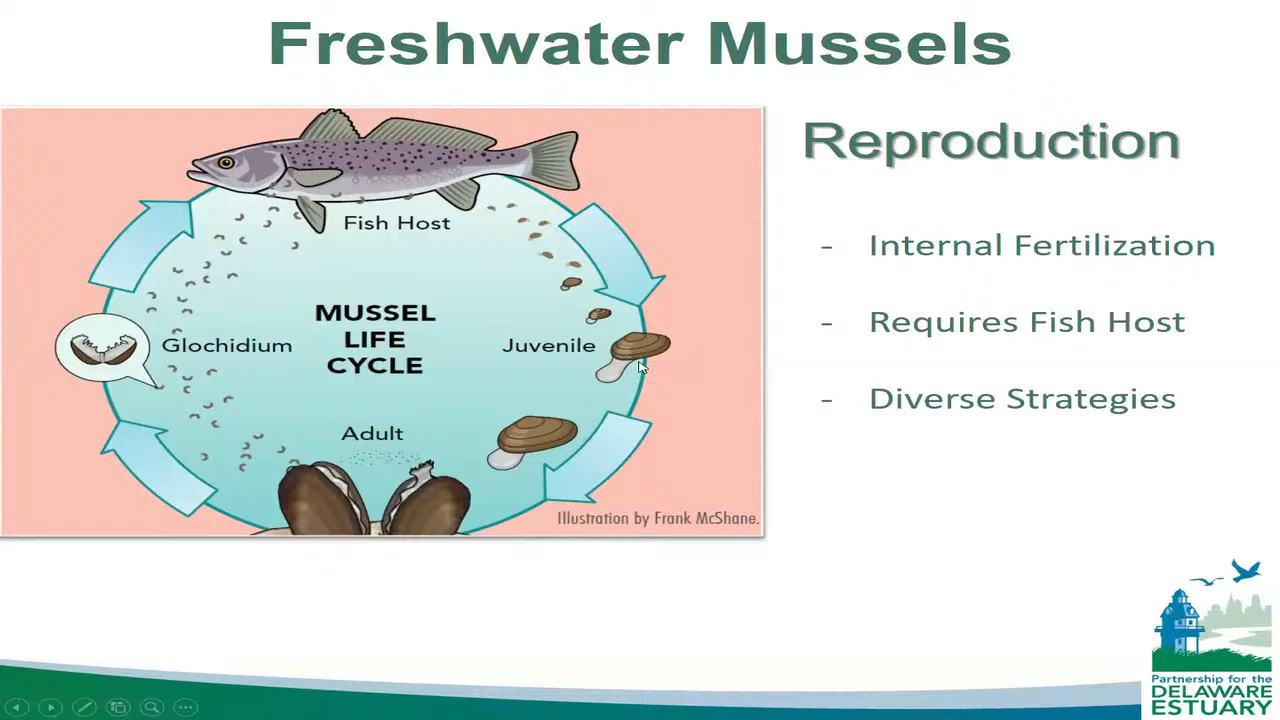 Freshwater Mussels
Fish Host
MUSSEL
LIFE
CYCLE
Glochidium
Juvenile
Adult
Illustration by Frank McShane.
Reproduction
- Internal Fertilization
- Requires Fish Host
- Diverse Strategies
Partnership for the
DELAWARE
ESTUARY